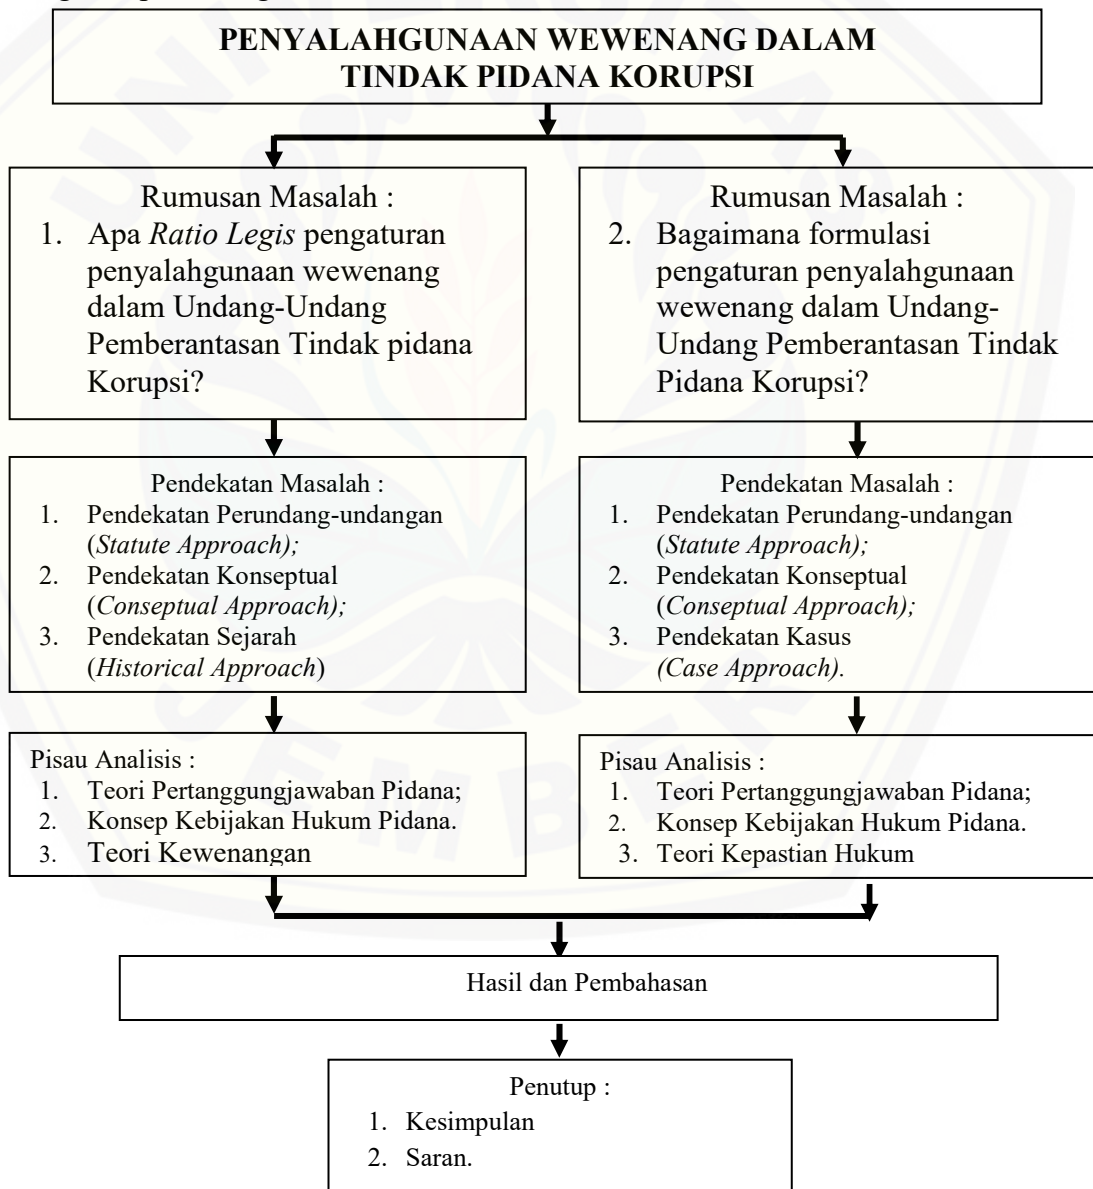 PENYALAHGUNAAN WEWENANG DALAM
TINDAK PIDANA KORUPSI
Rumusan Masalah :
1. Apa Ratio Legis pengaturan
penyalahgunaan wewenang
dalam Undang-Undang
Pemberantasan Tindak pidana
Korupsi?
Rumusan Masalah :
2. Bagaimana formulasi
pengaturan penyalahgunaan
wewenang dalam Undang-
Undang Pemberantasan Tindak
Pidana Korupsi?
Pendekatan Masalah :
1. Pendekatan Perundang-undangan
(Statute Approach);
2. Pendekatan Konseptual
(Conseptual Approach);
3. Pendekatan Sejarah
(Historical Approach)
Pendekatan Masalah :
1. Pendekatan Perundang-undangan
(Statute Approach);
2. Pendekatan Konseptual
(Conseptual Approach);
3. Pendekatan Kasus
(Case Approach).
Pisau Analisis :
1. Teori Pertanggungjawaban Pidana;
2. Konsep Kebijakan Hukum Pidana.
3. Teori Kewenangan
Pisau Analisis :
1. Teori Pertanggungjawaban Pidana;
2. Konsep Kebijakan Hukum Pidana.
3. Teori Kepastian Hukum
Hasil dan Pembahasan
Penutup :
1. Kesimpulan
2. Saran.